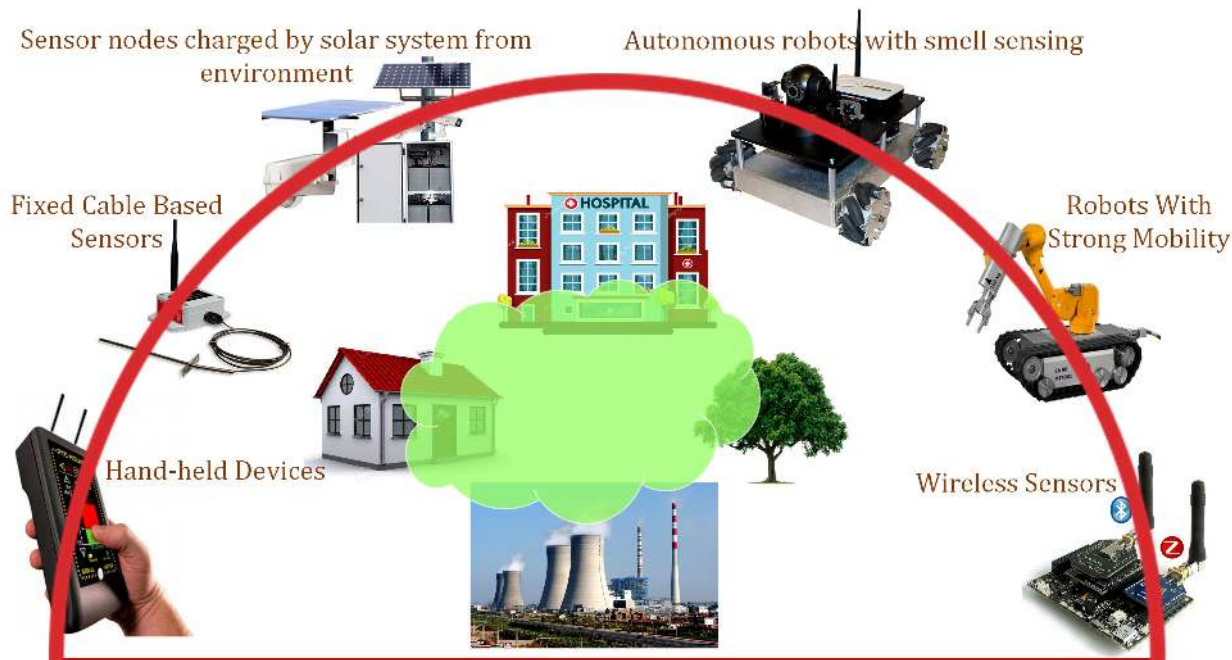 Sensor nodes charged by solar system from
environment
Autonomous robots with smell sensing
Fixed Cable Based
Sensors
HOSPITAL
Robots With
Strong Mobility
Hand-held Devices
Wireless Sensors
Z